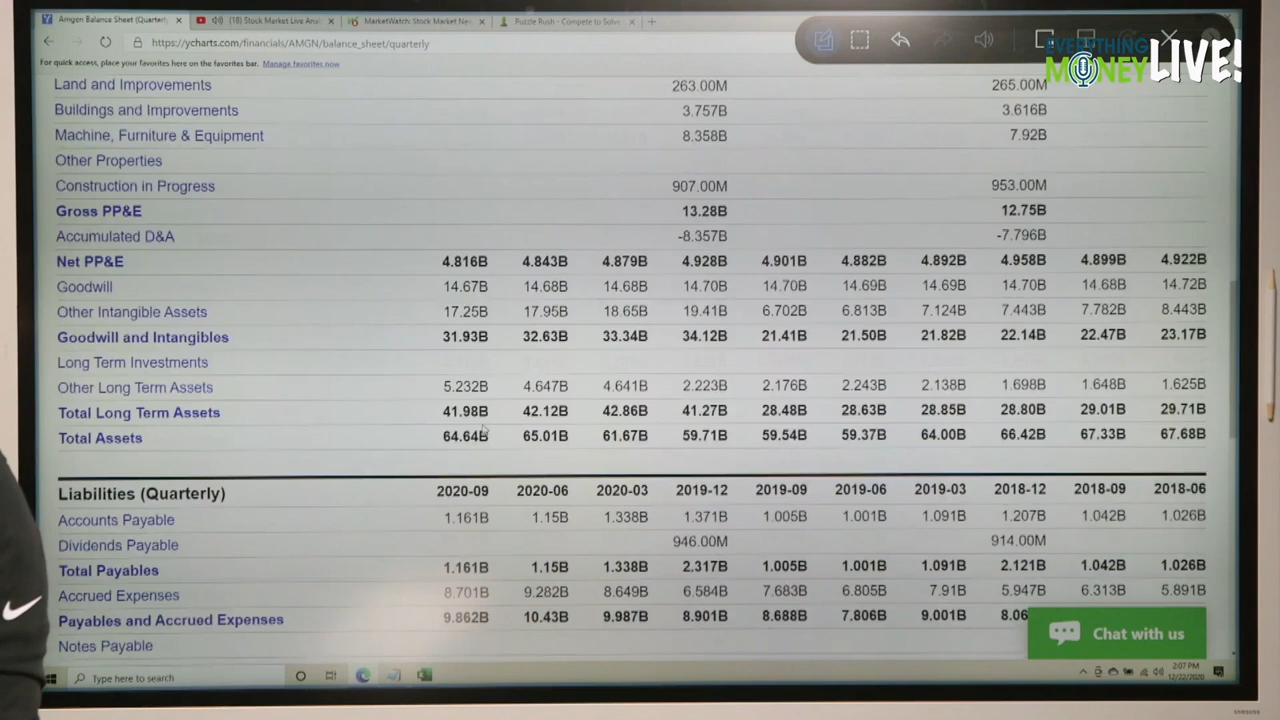 Amgen Balance Sheet (Quarterly
(18) Stock Market Live Anal
MarketWatch: Stock Market Ne
Puzzle Rush - Compete to Solve
https://ycharts.com/financials/AMGN/balance_sheet/quarterly
For quick access, place your favorites here on the favorites bar. Manage favorites now
EVERYTHING MONEY LIVE!
Land and Improvements 263.00M 265.00M
Buildings and Improvements 3.757B 3.616B
Machine, Furniture & Equipment 8.358B 7.92B
Other Properties
Construction in Progress 907.00M 953.00M
Gross PP&E 13.28B 12.75B
Accumulated D&A -8.357B -7.796B
Net PP&E 4.816B 4.843B 4.879B 4.928B 4.901B 4.882B 4.892B 4.958B 4.899B 4.922B
Goodwill 14.67B 14.68B 14.68B 14.70B 14.70B 14.69B 14.69B 14.70B 14.68B 14.72B
Other Intangible Assets 17.25B 17.95B 18.65B 19.41B 6.702B 6.813B 7.124B 7.443B 7.782B 8.443B
Goodwill and Intangibles 31.93B 32.63B 33.34B 34.12B 21.41B 21.50B 21.82B 22.14B 22.47B 23.17B
Long Term Investments
Other Long Term Assets 5.232B 4.647B 4.641B 2.223B 2.176B 2.243B 2.138B 1.698B 1.648B 1.625B
Total Long Term Assets 41.98B 42.12B 42.86B 41.27B 28.48B 28.63B 28.85B 28.80B 29.01B 29.71B
Total Assets 64.64B 65.01B 61.67B 59.71B 59.54B 59.37B 64.00B 66.42B 67.33B 67.68B
Liabilities (Quarterly) 2020-09 2020-06 2020-03 2019-12 2019-09 2019-06 2019-03 2018-12 2018-09 2018-06
Accounts Payable 1.161B 1.15B 1.338B 1.371B 1.005B 1.001B 1.091B 1.207B 1.042B 1.026B
Dividends Payable 946.00M 914.00M
Total Payables 1.161B 1.15B 1.338B 2.317B 1.005B 1.001B 1.091B 2.121B 1.042B 1.026B
Accrued Expenses 8.701B 9.282B 8.649B 6.584B 7.683B 6.805B 7.91B 5.947B 6.313B 5.891B
Payables and Accrued Expenses 9.862B 10.43B 9.987B 8.901B 8.688B 7.806B 9.001B 8.06
Notes Payable
Chat with us
Type here to search
2:07 PM
12/22/2020
SAMSUNG